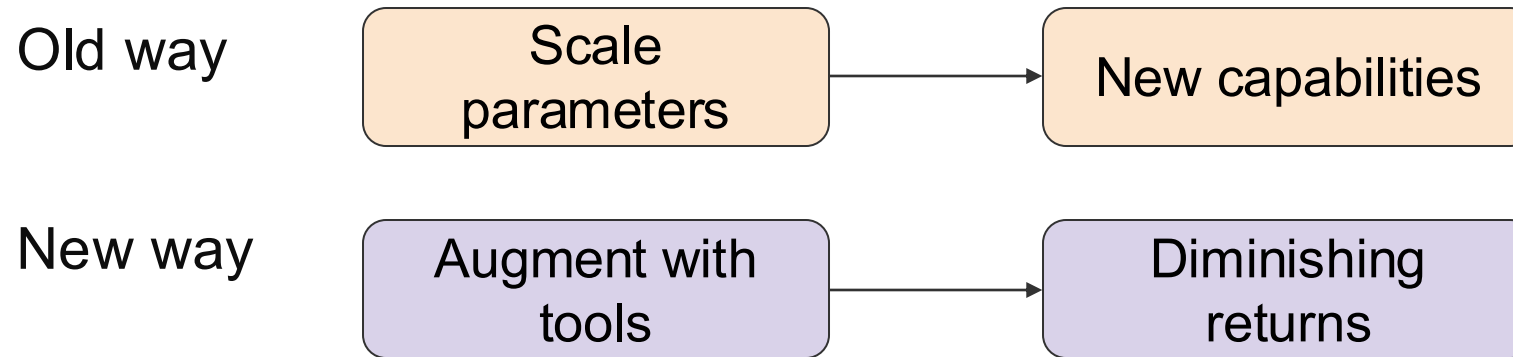 Old way
Scale
parameters
New capabilities
New way
Augment with
tools
Diminishing
returns